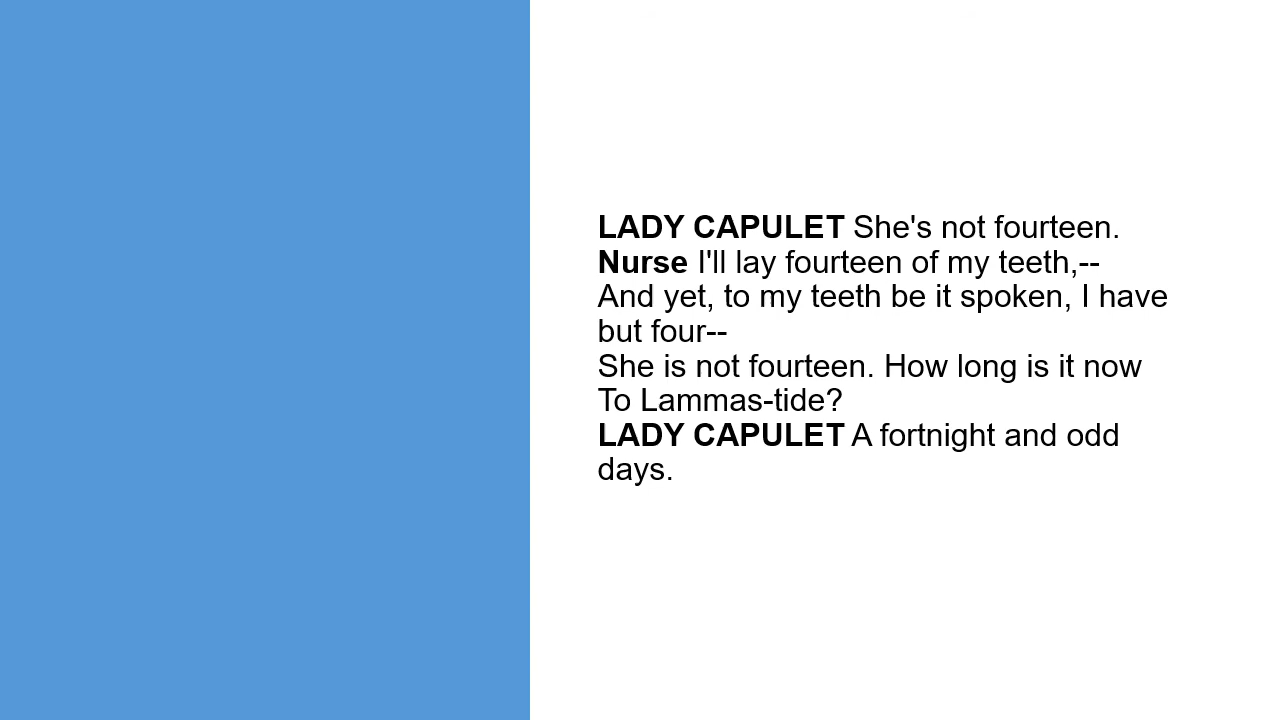 LADY CAPULET She's not fourteen.
Nurse I'll lay fourteen of my teeth,--
And yet, to my teeth be it spoken, I have
but four--
She is not fourteen. How long is it now
To Lammas-tide?
LADY CAPULET A fortnight and odd
days.